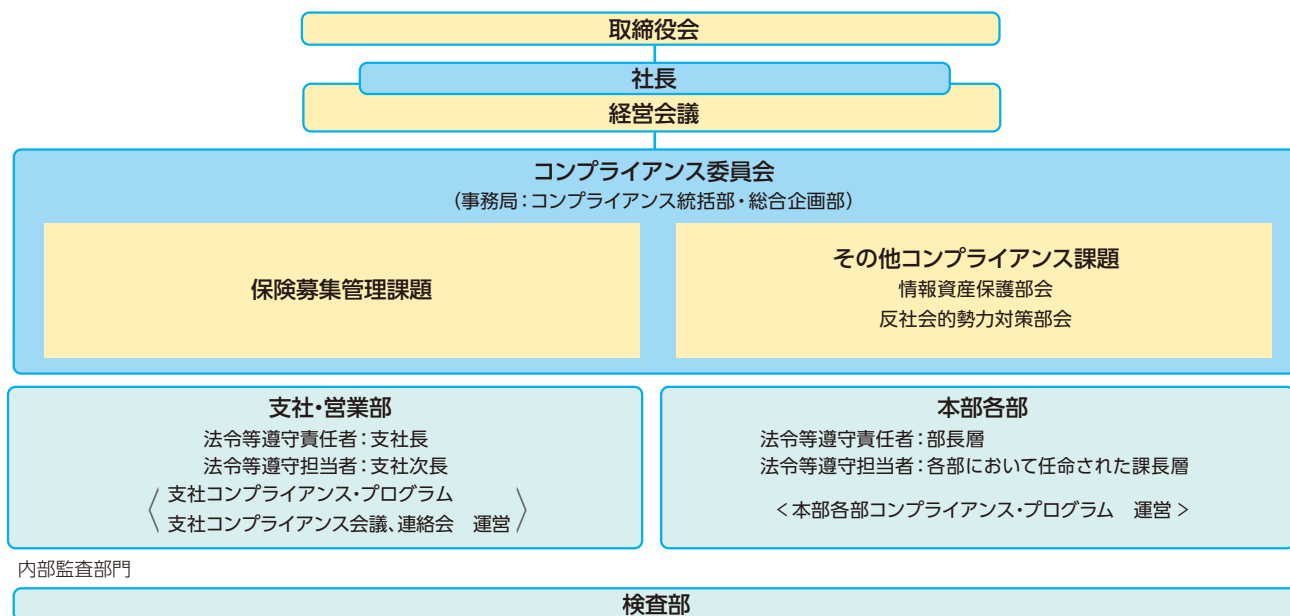 取締役会
社長
経営会議
コンプライアンス委員会
（事務局：コンプライアンス統括部・総合企画部）
保険募集管理課題
その他コンプライアンス課題
情報資産保護部会
反社会的勢力対策部会
支社・営業部
法令等遵守責任者：支社長
法令等遵守担当者：支社次長
支社コンプライアンス・プログラム
支社コンプライアンス会議、連絡会　運営
本部各部
法令等遵守責任者：部長層
法令等遵守担当者：各部において任命された課長層
＜本部各部コンプライアンス・プログラム　運営＞
内部監査部門
検査部